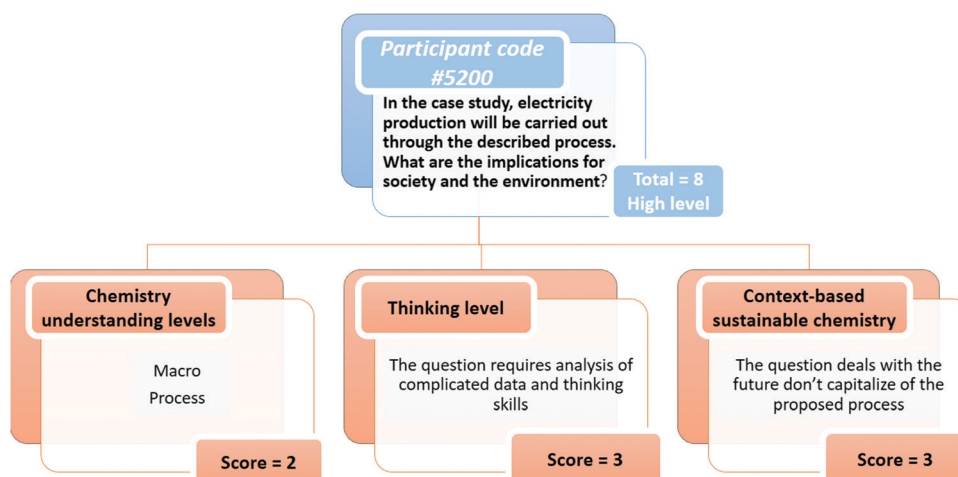 Participant code
#5200
In the case study, electricity
production will be carried out
through the described process.
What are the implications for
society and the environment?
Total = 8
High level
Chemistry
understanding levels
Macro
Process
Score = 2
Thinking level
The question requires analysis of
complicated data and thinking
skills
Score = 3
Context-based
sustainable chemistry
The question deals with the
future don’t capitalize of the
proposed process
Score = 3